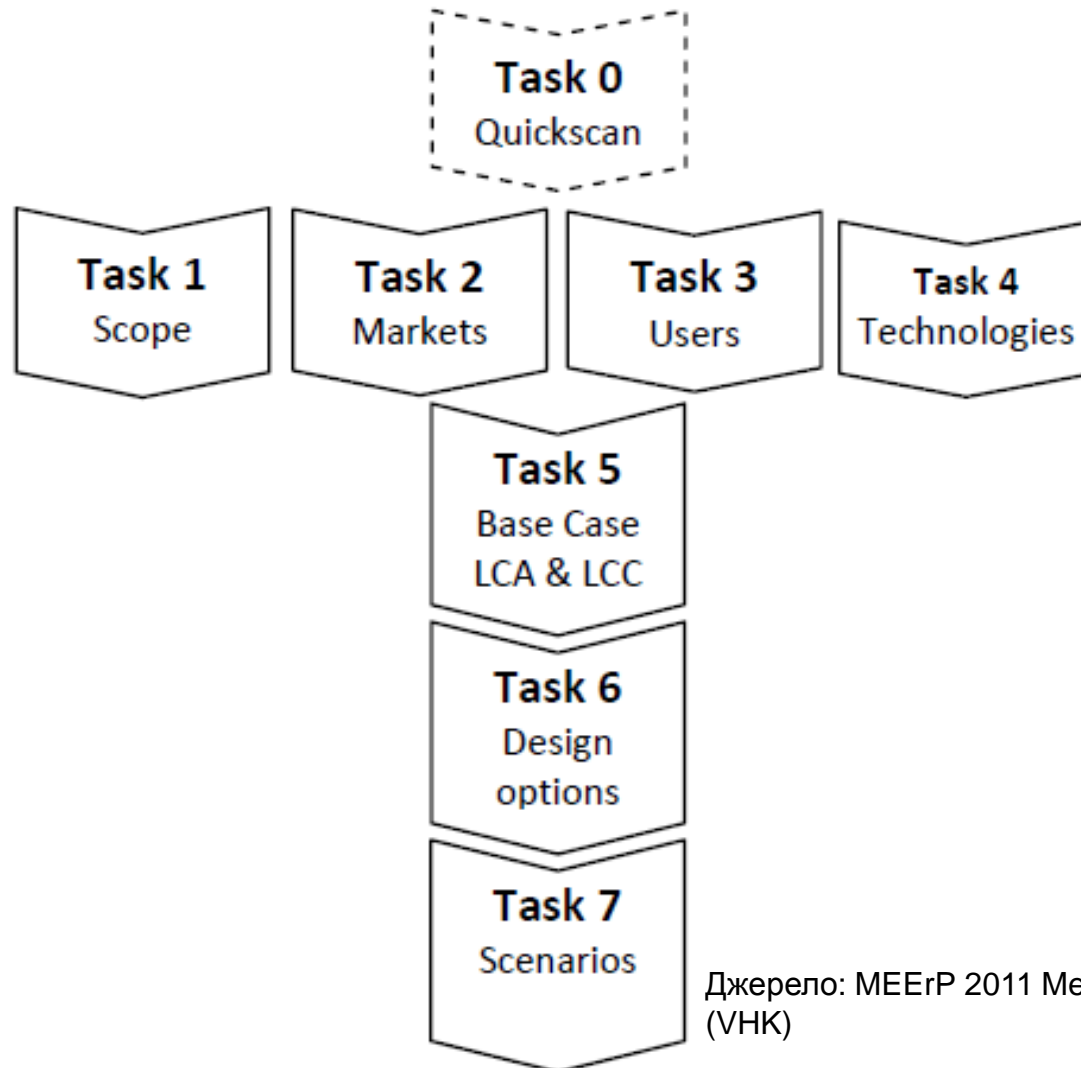 Task 0
Quickscan
Task 1
Scope
Task 2
Markets
Task 3
Users
Task 4
Technologies
Task 5
Base Case
LCA & LCC
Task 6
Design
options
Task 7
Scenarios
Джерело: MEErP 2011 Me
(VHK)